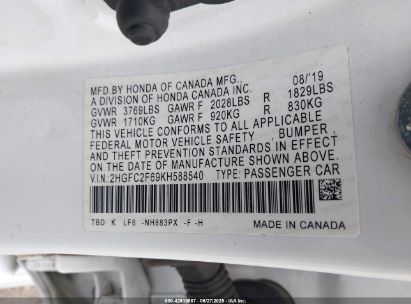 MFD.BY HONDA OF CANADA MFG., 08/'19
A DIVISION OF HONDA CANADA INC.
GVWR 3769LBS GAWR F 2028LBS R 1829LBS
GVWR 1710KG GAWR F 920KG R 830KG
THIS VEHICLE CONFORMS TO ALL APPLICABLE
FEDERAL MOTOR VEHICLE SAFETY BUMPER,
AND THEFT PREVENTION STANDARDS IN EFFECT
ON THE DATE OF MANUFACTURE SHOWN ABOVE.
V.I.N.:2HGFC2F69KH588540 TYPE: PASSENGER CAR
TBD K LF6 -NH883PX -F -H
MADE IN CANADA